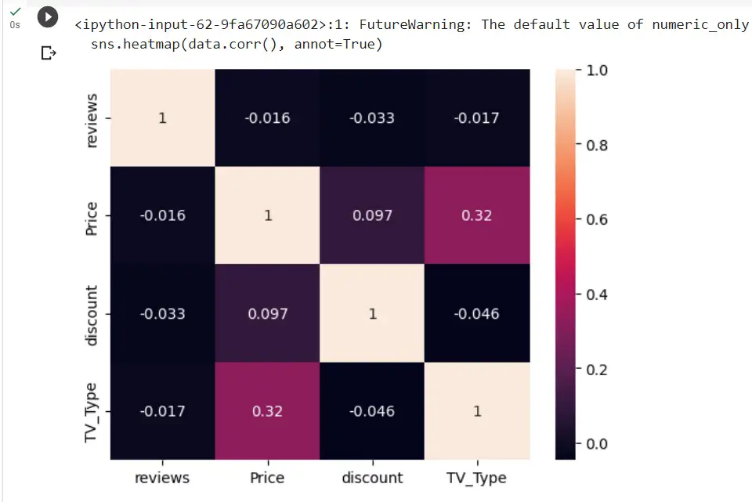 0s
<ipython-input-62-9fa67090a602>:1: FutureWarning: The default value of numeric_only
sns.heatmap(data.corr(), annot=True)
reviews 1 -0.016 -0.033 -0.017
Price -0.016 1 0.097 0.32
discount -0.033 0.097 1 -0.046
TV_Type -0.017 0.32 -0.046 1
reviews Price discount TV_Type
1.0
0.8
0.6
0.4
0.2
0.0